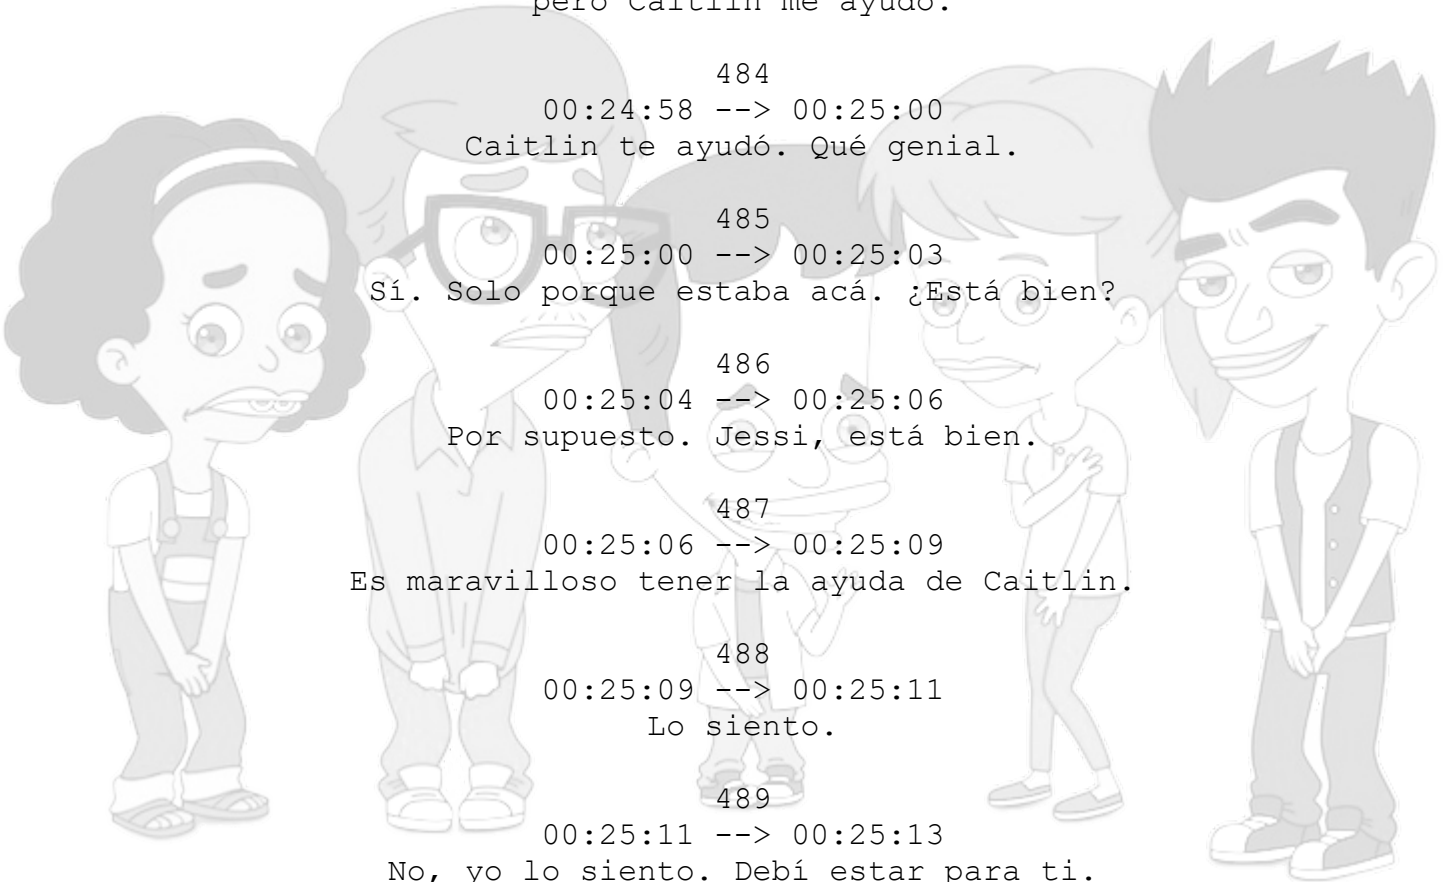 pero Caitlin me ayudó.
484
00:24:58 --> 00:25:00
Caitlin te ayudó. Qué genial.
485
00:25:00 --> 00:25:03
Sí. Solo porque estaba acá. ¿Está bien?
486
00:25:04 --> 00:25:06
Por supuesto. Jessi, está bien.
487
00:25:06 --> 00:25:09
Es maravilloso tener la ayuda de Caitlin.
488
00:25:09 --> 00:25:11
Lo siento.
489
00:25:11 --> 00:25:13
No, yo lo siento. Debí estar para ti.